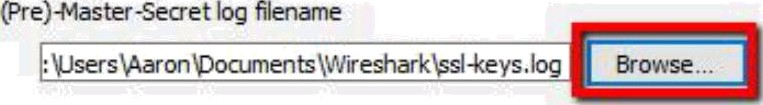 (Pre)-Master-Secret log filename
:\Users\Aaron\Documents\Wireshark\ssl-keys.log
Browse...